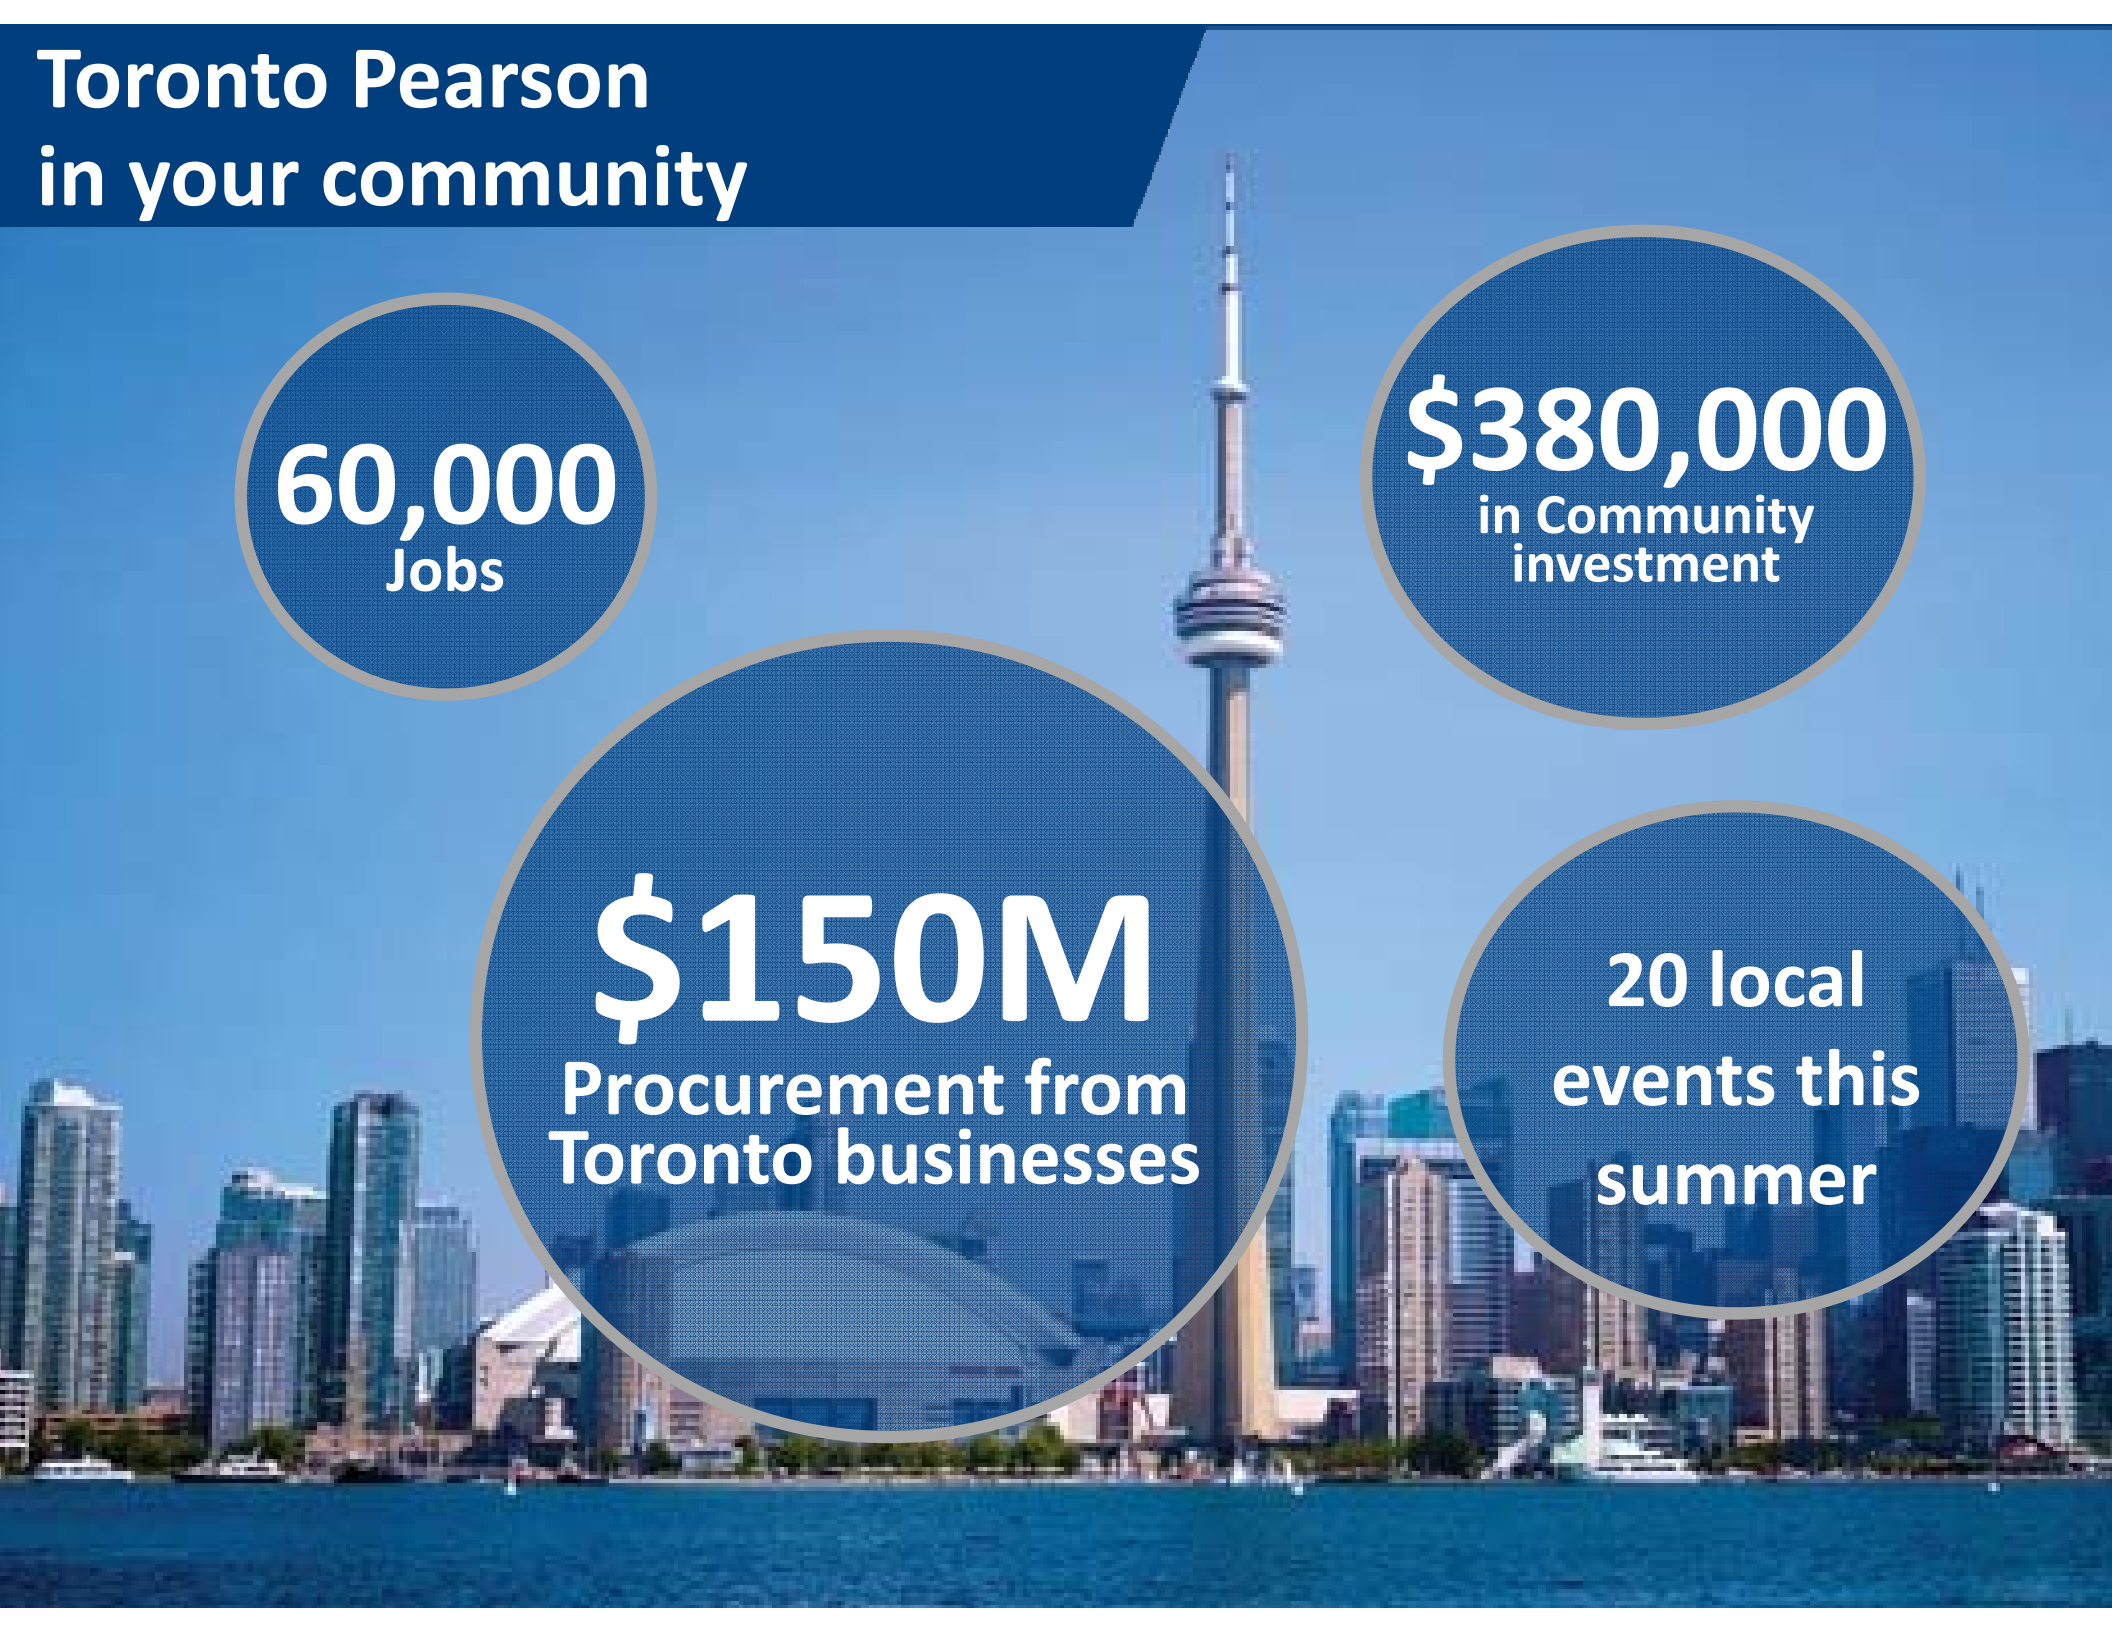 Toronto Pearson
in your community
60,000
Jobs
$380,000
in Community
investment
$150M
Procurement from
Toronto businesses
20 local
events this
summer